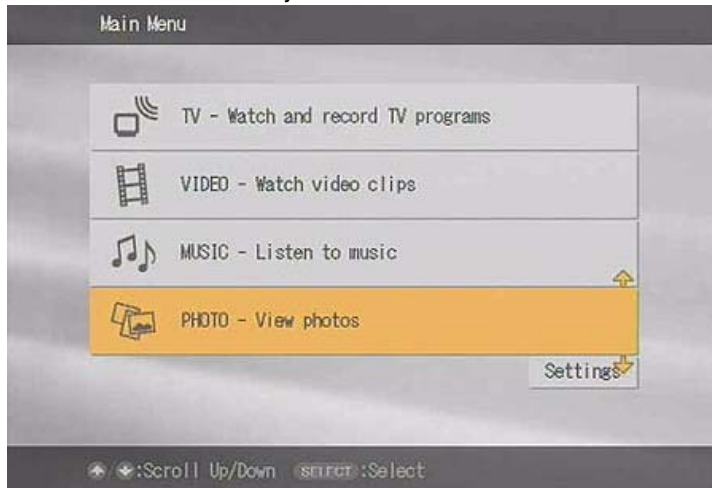 Main Menu
TV - Watch and record TV programs
VIDEO - Watch video clips
MUSIC - Listen to music
PHOTO - View photos
Settings
:Scroll Up/Down SELECT :Select